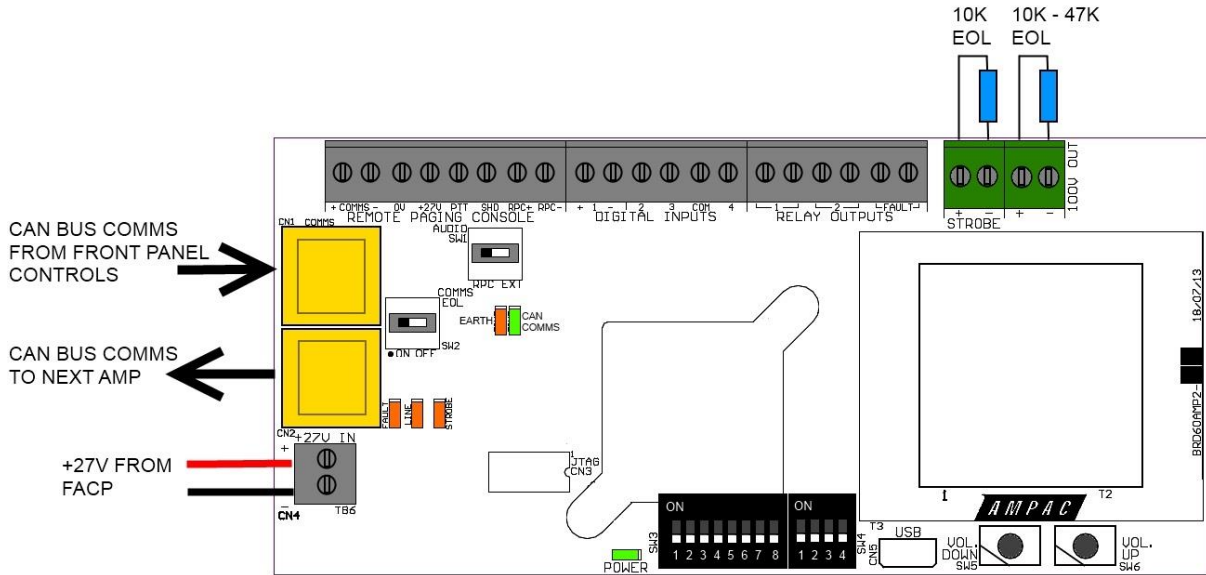 10K
EOL
10K - 47K
EOL
100V OUT
+ COMMS - 0V +27V PTT SHD RPC+ RPC-
REMOTE PAGING CONSOLE
+ 1 - 2 3 COM 4
DIGITAL INPUTS
1 2 FAULT
RELAY OUTPUTS
+ - + -
STROBE
CN1 COMMS
CAN BUS COMMS
FROM FRONT PANEL
CONTROLS
AUDIO
SW1
RPC EXT
COMMS
EOL
SW2
ON OFF
EARTH
CAN
COMMS
CAN BUS COMMS
TO NEXT AMP
FAULT
LINE
STROBE
CN2
+27V IN
+
-
+27V FROM
FACP
CN4
TB6
1
JTAG
CN3
POWER
SW3
ON
1 2 3 4 5 6 7 8
ON
1 2 3 4
SW4
T3
CN5
USB
VOL.
DOWN
SW5
VOL.
UP
SW6
1
T2
AMPAC
18/07/13
BRD60AMP2-